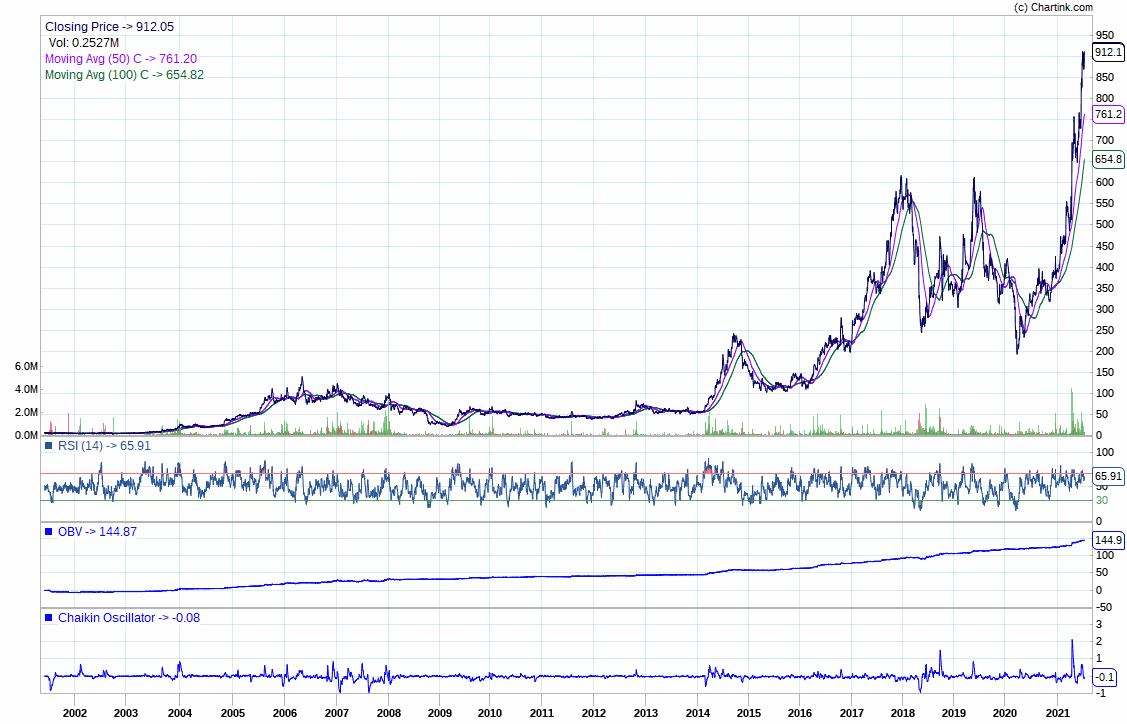 (c) Chartink.com
Closing Price -> 912.05
Vol: 0.2527M
Moving Avg (50) C -> 761.20
Moving Avg (100) C -> 654.82
950
912.1
850
800
761.2
700
654.8
600
550
500
450
400
350
300
250
200
150
100
50
0
6.0M
4.0M
2.0M
0.0M
RSI (14) -> 65.91
100
65.91
50
30
0
OBV -> 144.87
144.9
100
50
0
-50
Chaikin Oscillator -> -0.08
3
2
1
-0.1
-1
2002 2003 2004 2005 2006 2007 2008 2009 2010 2011 2012 2013 2014 2015 2016 2017 2018 2019 2020 2021